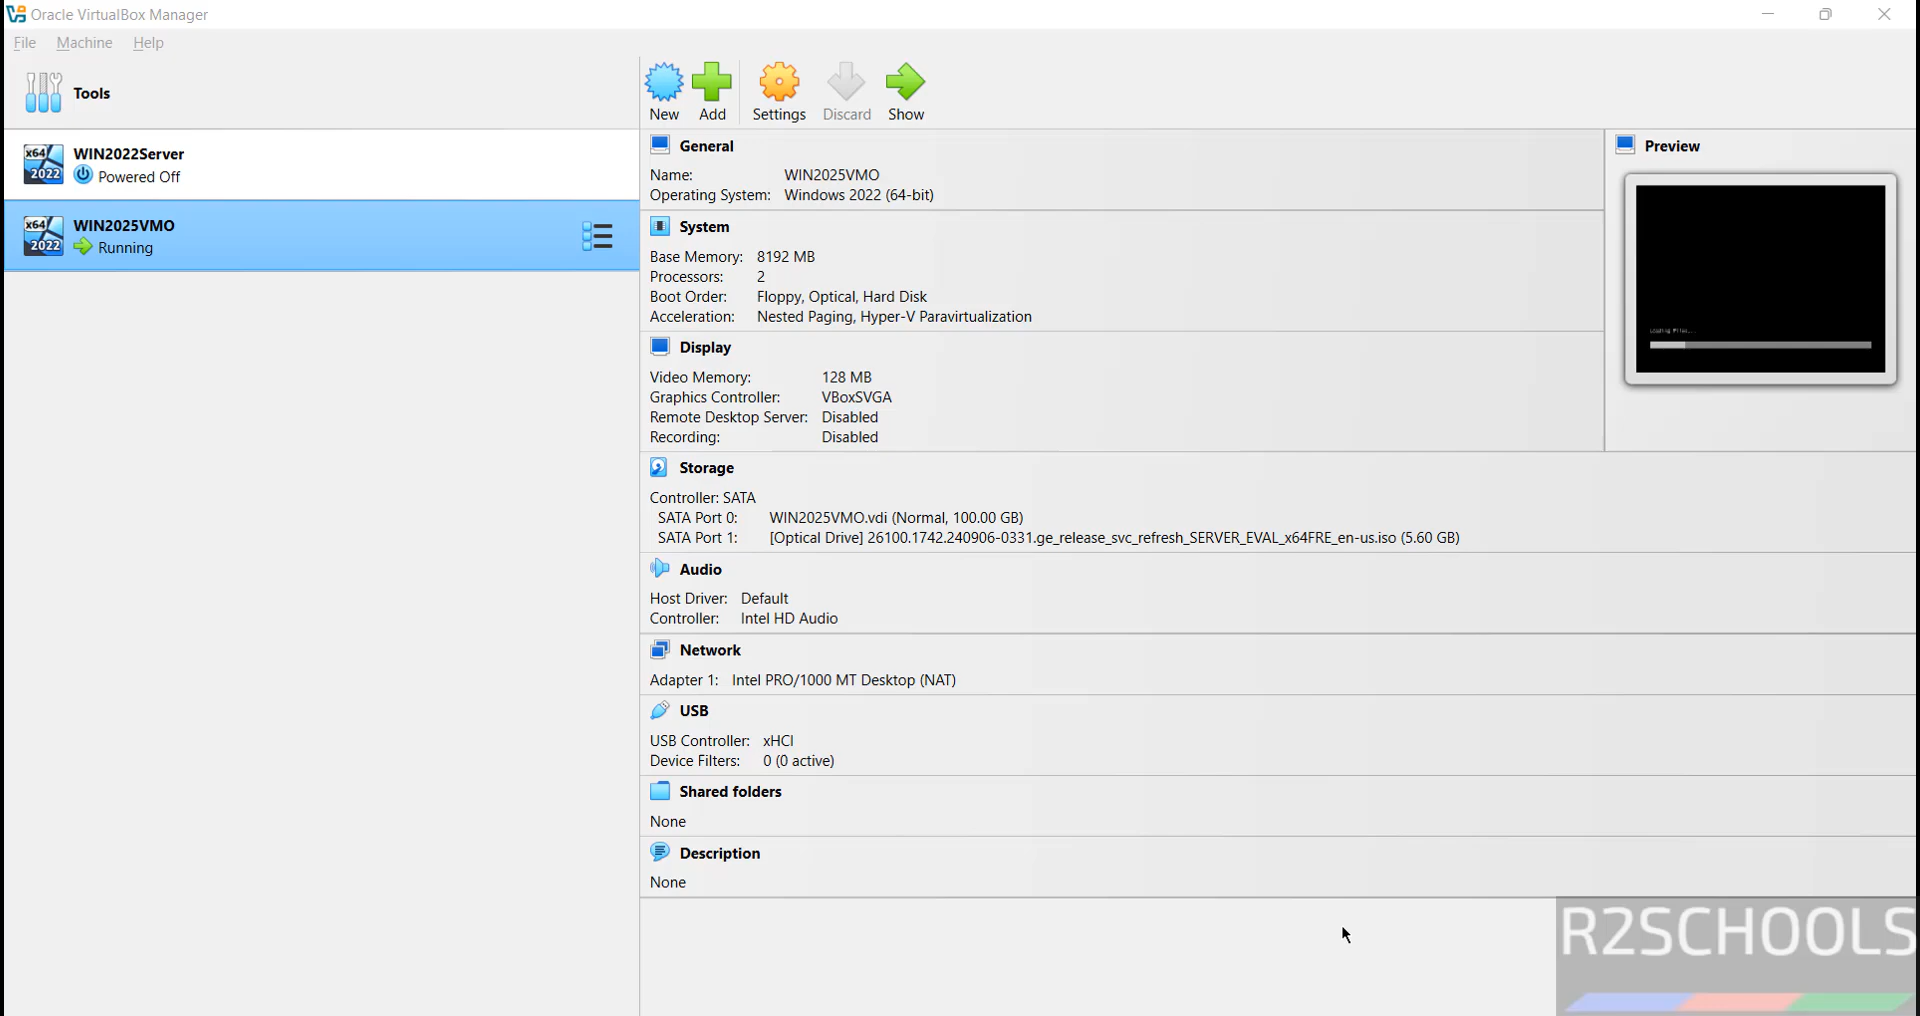 Oracle VirtualBox Manager
File Machine Help
Tools
New Add Settings Discard Show
x64 2022 WIN2022Server
Powered Off
x64 2022 WIN2025VMO
Running
General
Name: WIN2025VMO
Operating System: Windows 2022 (64-bit)
Preview
Loading Files...
System
Base Memory: 8192 MB
Processors: 2
Boot Order: Floppy, Optical, Hard Disk
Acceleration: Nested Paging, Hyper-V Paravirtualization
Display
Video Memory: 128 MB
Graphics Controller: VBoxSVGA
Remote Desktop Server: Disabled
Recording: Disabled
Storage
Controller: SATA
SATA Port 0: WIN2025VMO.vdi (Normal, 100.00 GB)
SATA Port 1: [Optical Drive] 26100.1742.240906-0331.ge_release_svc_refresh_SERVER_EVAL_x64FRE_en-us.iso (5.60 GB)
Audio
Host Driver: Default
Controller: Intel HD Audio
Network
Adapter 1: Intel PRO/1000 MT Desktop (NAT)
USB
USB Controller: xHCI
Device Filters: 0 (0 active)
Shared folders
None
Description
None
R2SCHOOLS